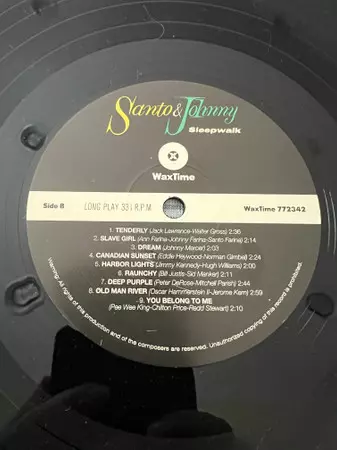 Santo & Johnny
Sleepwalk
WaxTime
Side B
LONG PLAY 33⅓ R.P.M
WaxTime 772342
1. TENDERLY (Jack Lawrence-Walter Gross) 2:36
2. SLAVE GIRL (Ann Farina-Johnny Farina-Santo Farina) 2:14
3. DREAM (Johnny Mercer) 3:01
4. CANADIAN SUNSET (Eddie Heywood-Norman Gimbel) 2:34
5. HARBOR LIGHTS (Jimmy Kennedy-Hugh Williams) 2:00
6. RAUNCHY (Bill Justis-Sid Manker) 2:11
7. DEEP PURPLE (Peter DeRose-Mitchell Parish) 2:41
8. OLD MAN RIVER (Oscar Hammerstein II-Jerome Kern) 2:59
9. YOU BELONG TO ME
(Pee Wee King-Chilton Price-Redd Stewart) 2:10
Warning: All rights of this production and of the composers are reserved. Unauthorized copying of this record is prohibited.